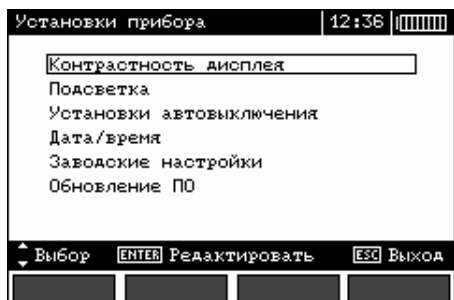 Установки прибора 12:36
Контрастность дисплея
Подсветка
Установки автовыключения
Дата/время
Заводские настройки
Обновление ПО
Выбор ENTER Редактировать ESC Выход